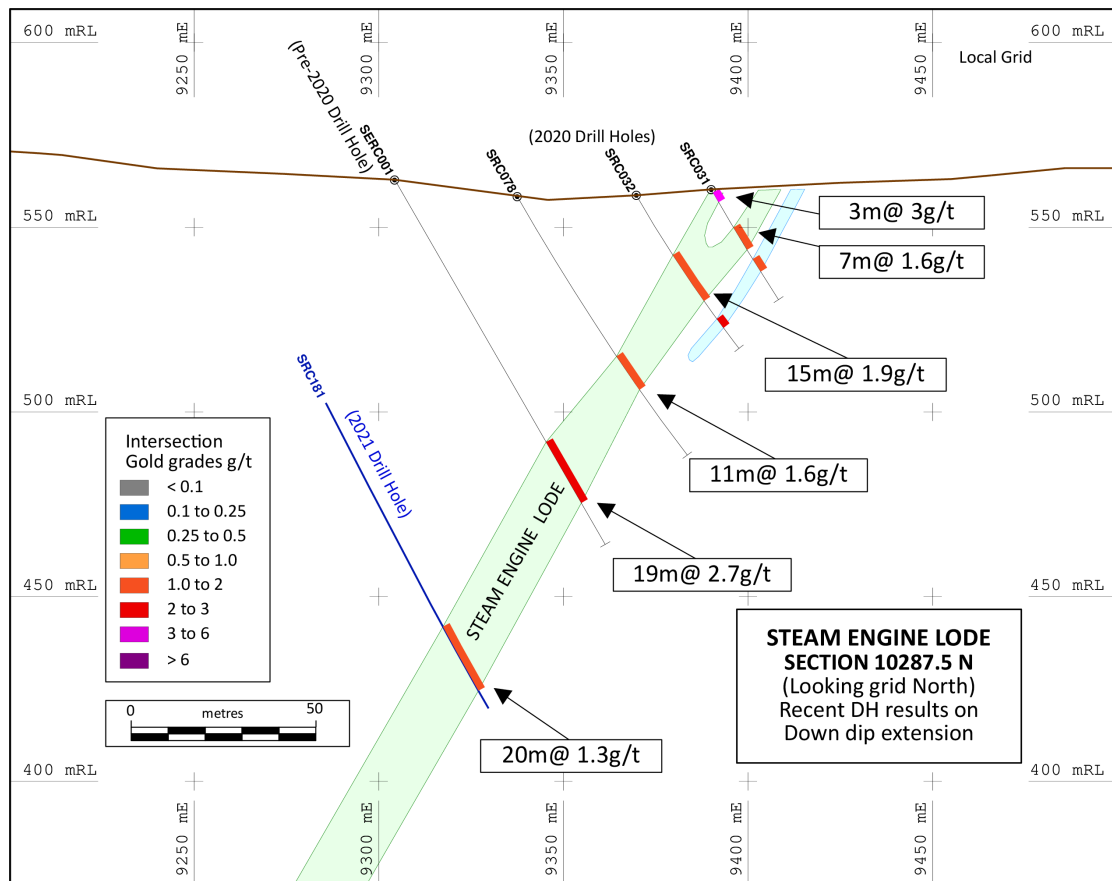 600 mRL
600 mRL
9250 mE
9300 mE
9350 mE
9400 mE
9450 mE
Local Grid
(Pre-2020 Drill Hole)
SERC001
SRC078
(2020 Drill Holes)
SRC032
SRC031
3m@ 3g/t
550 mRL
550 mRL
7m@ 1.6g/t
15m@ 1.9g/t
SRC181
(2021 Drill Hole)
500 mRL
500 mRL
11m@ 1.6g/t
Intersection
Gold grades g/t
< 0.1
0.1 to 0.25
0.25 to 0.5
0.5 to 1.0
1.0 to 2
2 to 3
3 to 6
> 6
STEAM ENGINE LODE
19m@ 2.7g/t
450 mRL
450 mRL
STEAM ENGINE LODE
SECTION 10287.5 N
(Looking grid North)
Recent DH results on
Down dip extension
0 metres 50
20m@ 1.3g/t
400 mRL
400 mRL
9250 mE
9300 mE
9350 mE
9400 mE
9450 mE